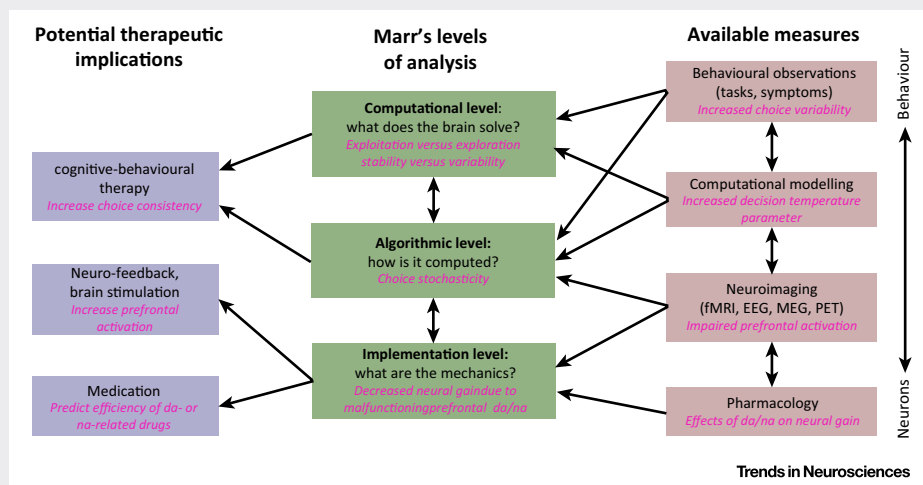 Potential therapeutic
implications
cognitive-behavioural
therapy
Increase choice consistency
Neuro-feedback,
brain stimulation
Increase prefrontal
activation
Medication
Predict efficiency of da- or
na-related drugs
Marr's levels
of analysis
Computational level:
what does the brain solve?
Exploitation versus exploration
stability versus variability
Algorithmic level:
how is it computed?
Choice stochasticity
Implementation level:
what are the mechanics?
Decreased neural gaindue to
malfunctioningprefrontal da/na
Available measures
Behavioural observations
(tasks, symptoms)
Increased choice variability
Computational modelling
Increased decision temperature
parameter
Neuroimaging
(fMRI, EEG, MEG, PET)
Impaired prefrontal activation
Pharmacology
Effects of da/na on neural gain
Behaviour
Neurons
Trends in Neurosciences